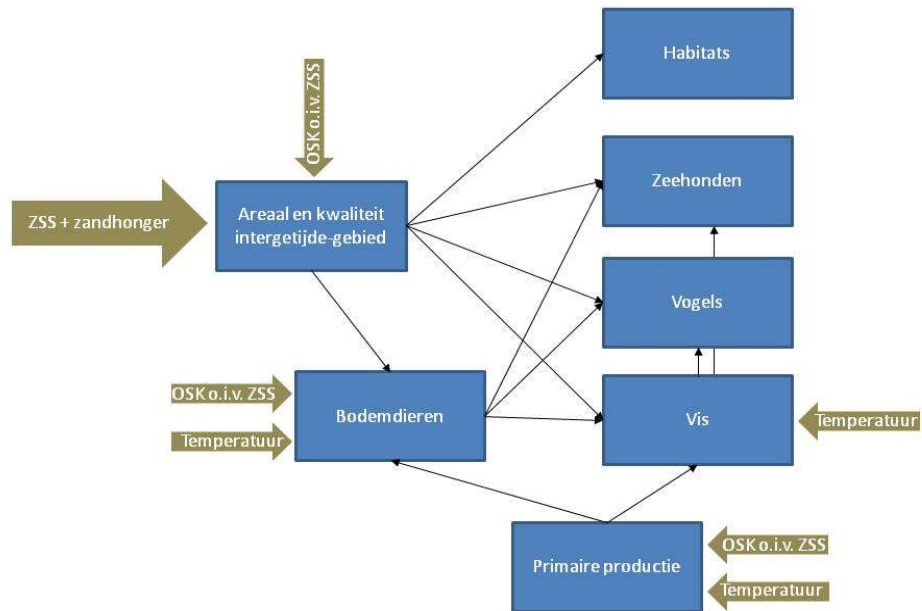 Habitats
OSK o.i.v. ZSS
Zeehonden
ZSS + zandhonger
Areaal en kwaliteit
intergetijde-gebied
Vogels
OSK o.i.v. ZSS
Temperatuur
Bodemdieren
Vis
Temperatuur
Primaire productie
OSK o.i.v. ZSS
Temperatuur